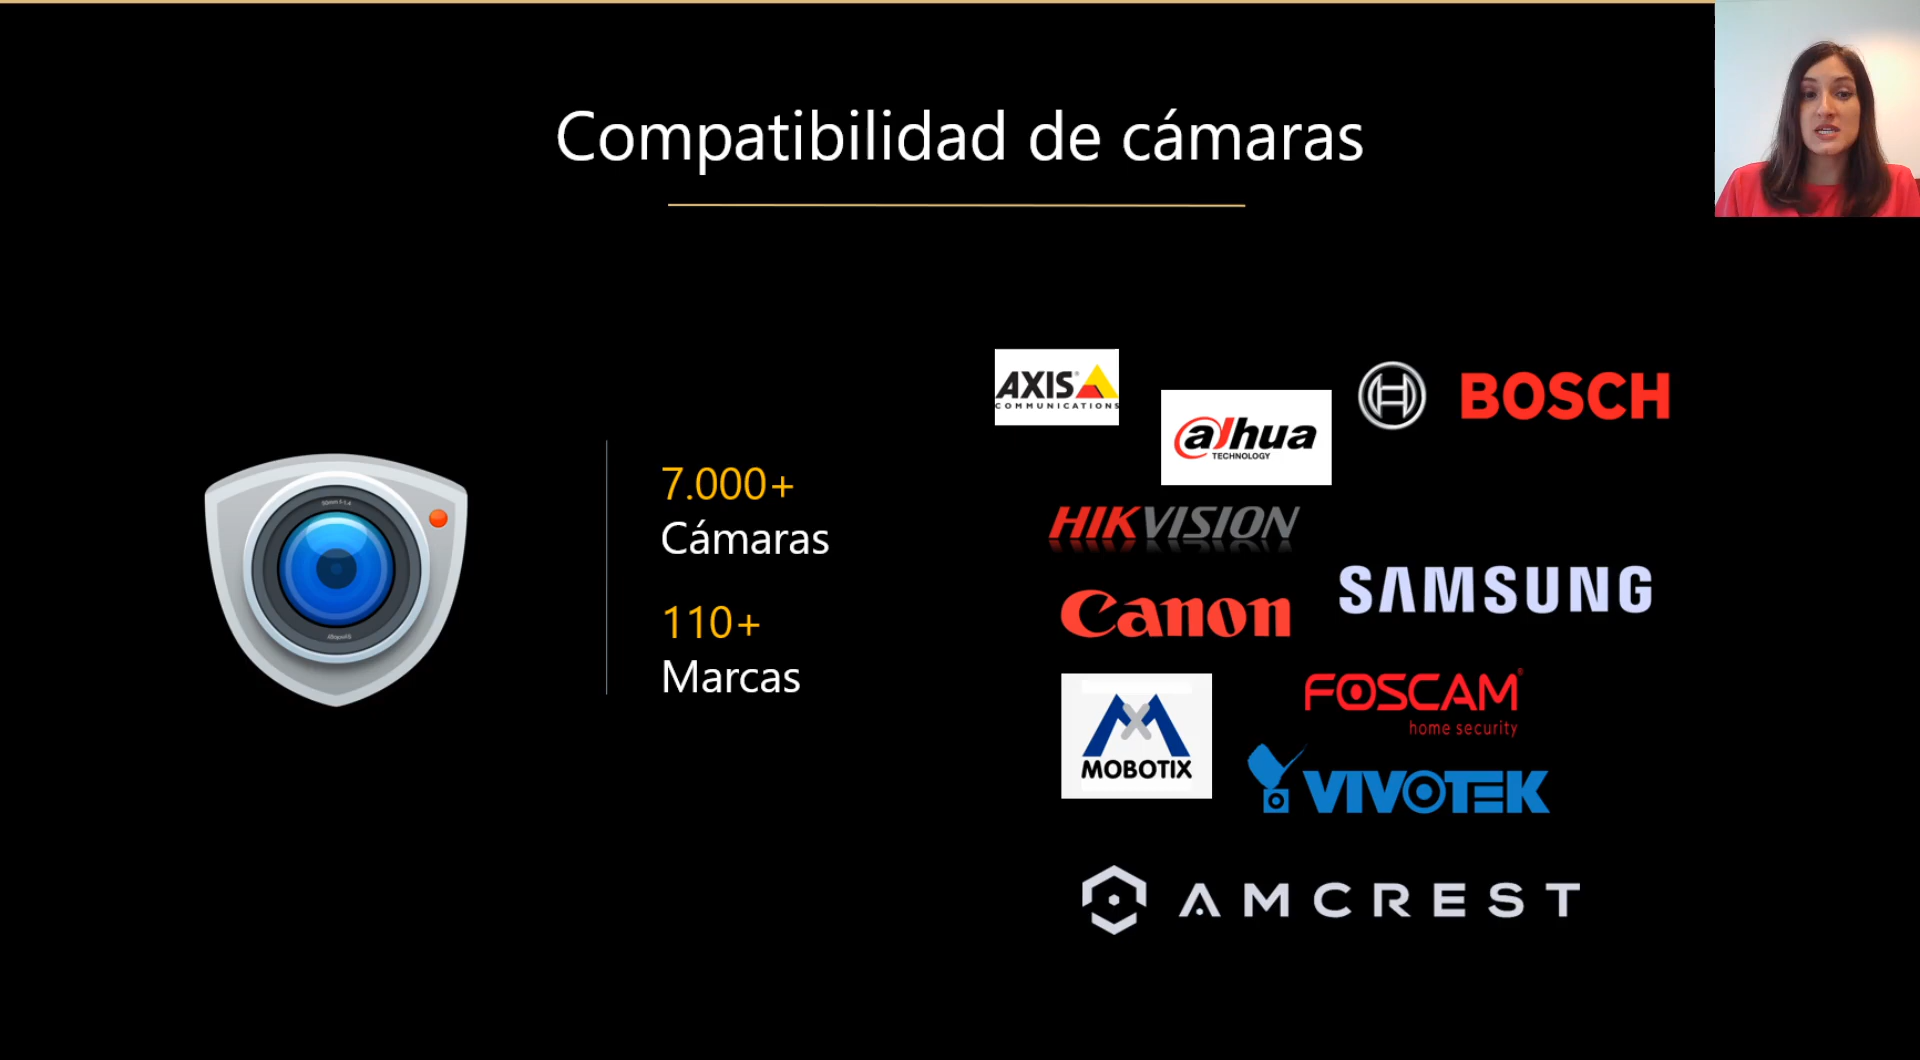 Compatibilidad de cámaras
7.000+
Cámaras
110+
Marcas
AXIS
COMMUNICATIONS
alhua
TECHNOLOGY
BOSCH
HIKVISION
SAMSUNG
Canon
MOBOTIX
FOSCAM
home security
VIVOTEK
AMCREST